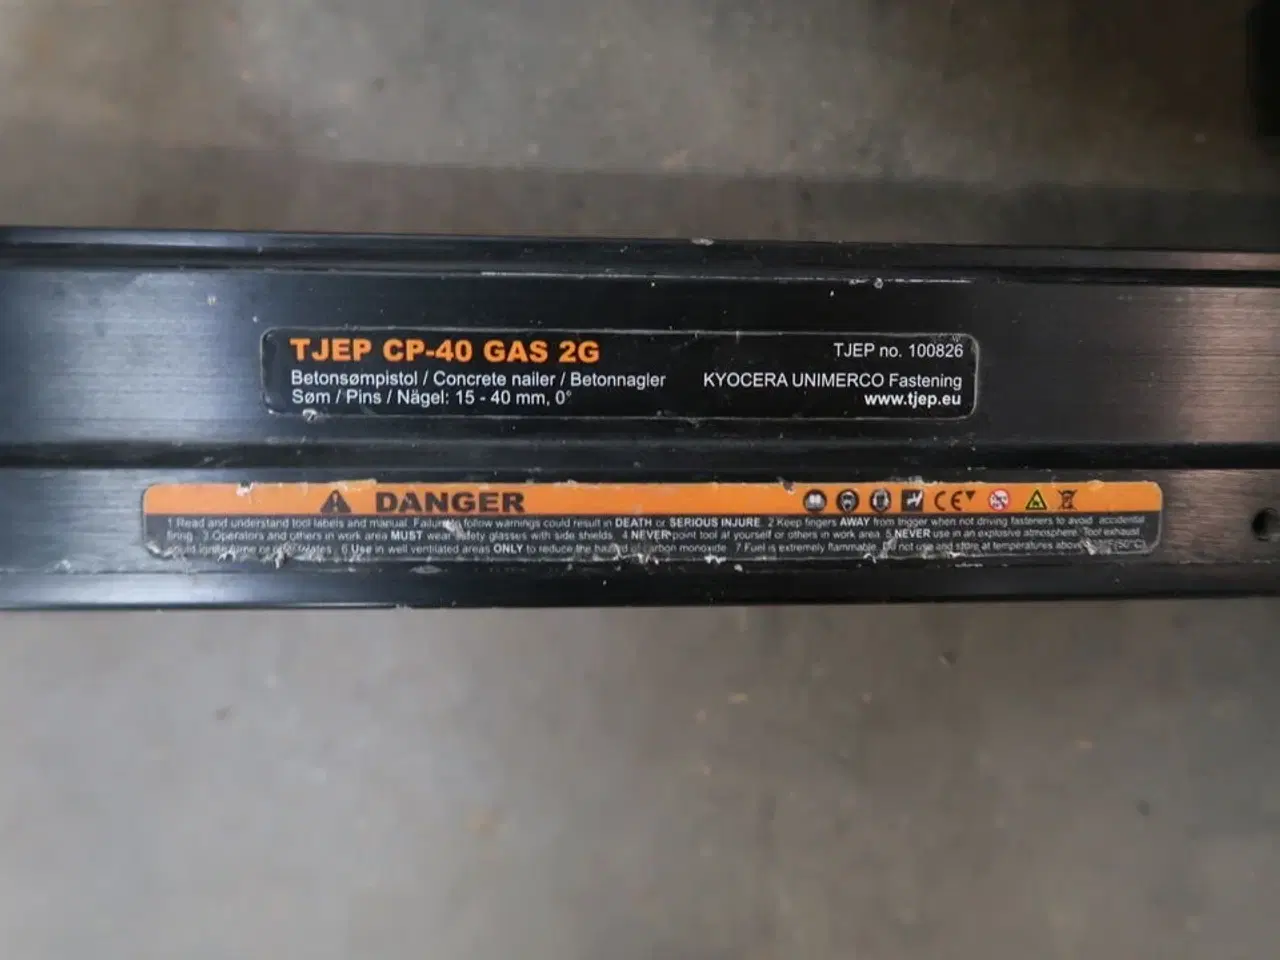 TJEP CP-40 GAS 2G
Betonsømpistol / Concrete nailer / Betonnagler
Søm / Pins / Nägel: 15 - 40 mm, 0°
TJEP no. 100826
KYOCERA UNIMERCO Fastening
www.tjep.eu
DANGER
CE
1 Read and understand tool labels and manual. follow warnings could result in DEATH or SERIOUS INJURE. 2 Keep fingers AWAY from trigger when not driving fasteners to avoid accidental
firing. 3 Operators and others in work area MUST wear safety glasses with side shields. 4 NEVER point tool at yourself or others in work area 5 NEVER use in an explosive atmosphere. exhaust
6 Use in well ventilated areas ONLY to reduce the carbon monoxide. 7 Fuel is extremely flammable. Do not use and store at temperatures above